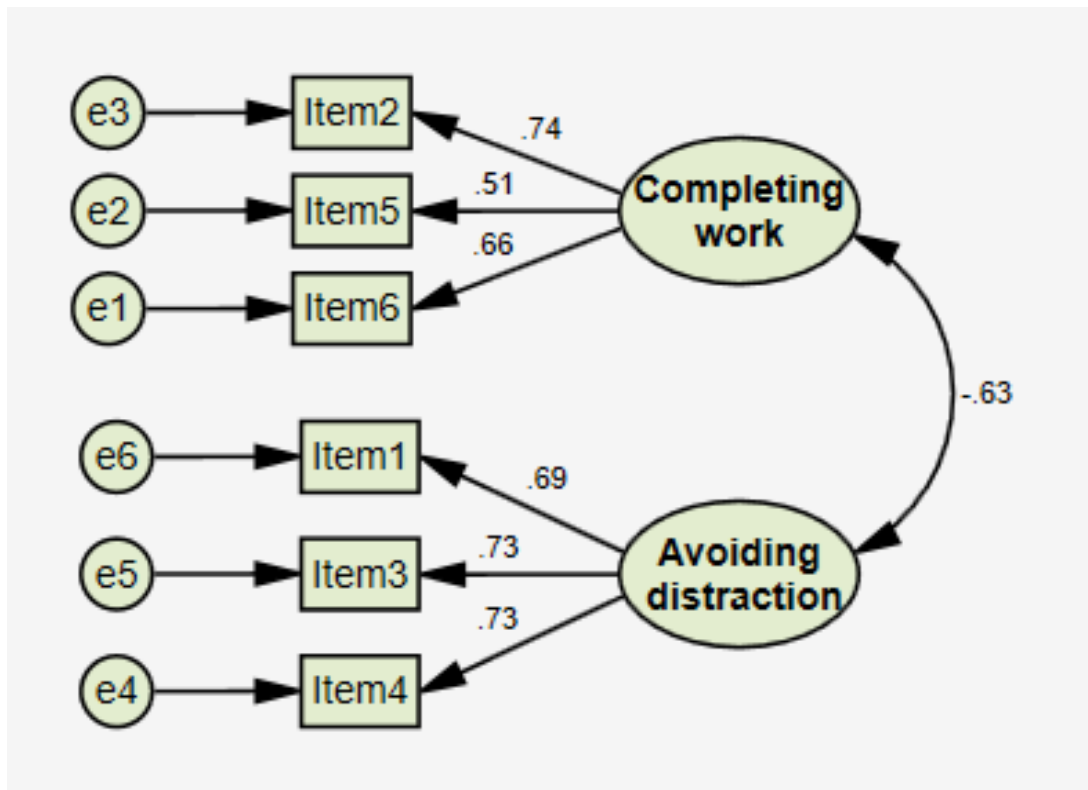 e3
Item2
.74
e2
Item5
.51
Completing
work
e1
Item6
.66
-.63
e6
Item1
.69
e5
Item3
.73
Avoiding
distraction
e4
Item4
.73